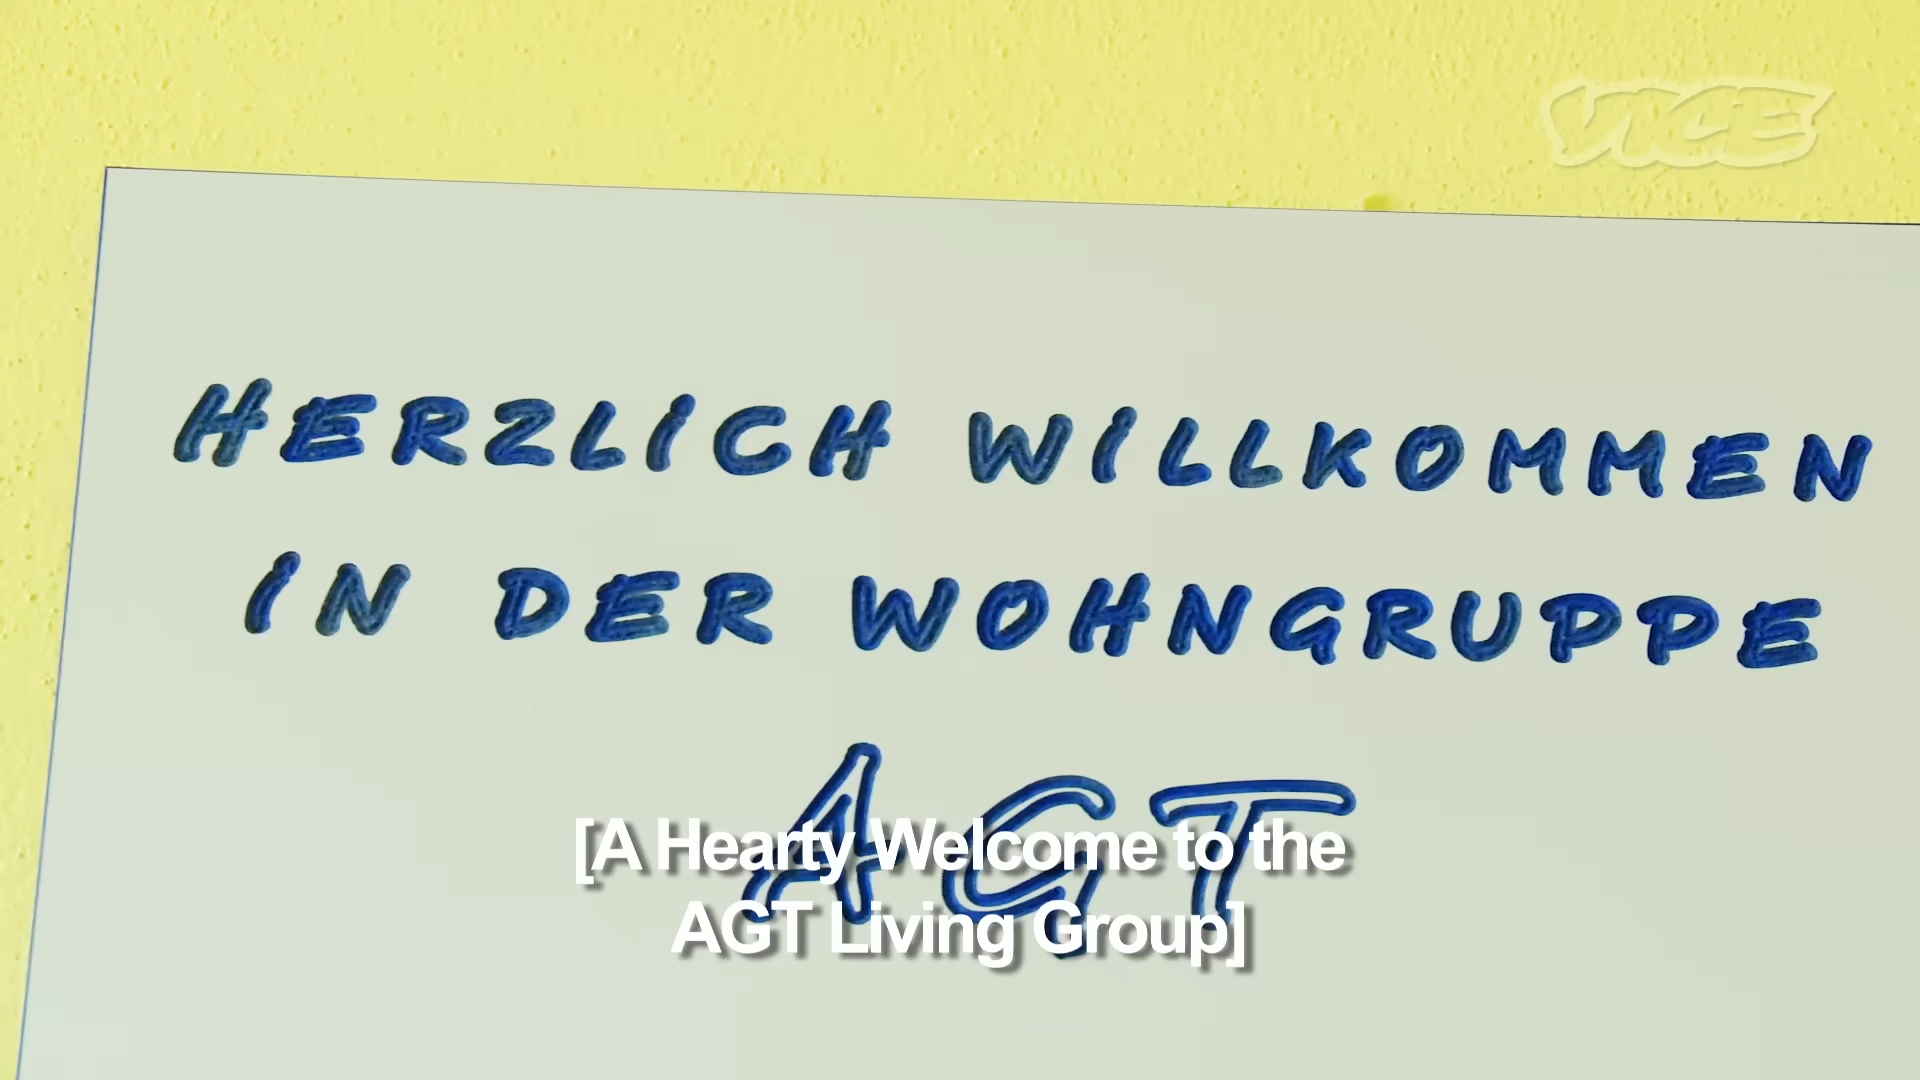 VICE
HERZLICH WILLKOMMEN
IN DER WOHNGRUPPE
AGT
[A Hearty Welcome to the
AGT Living Group]